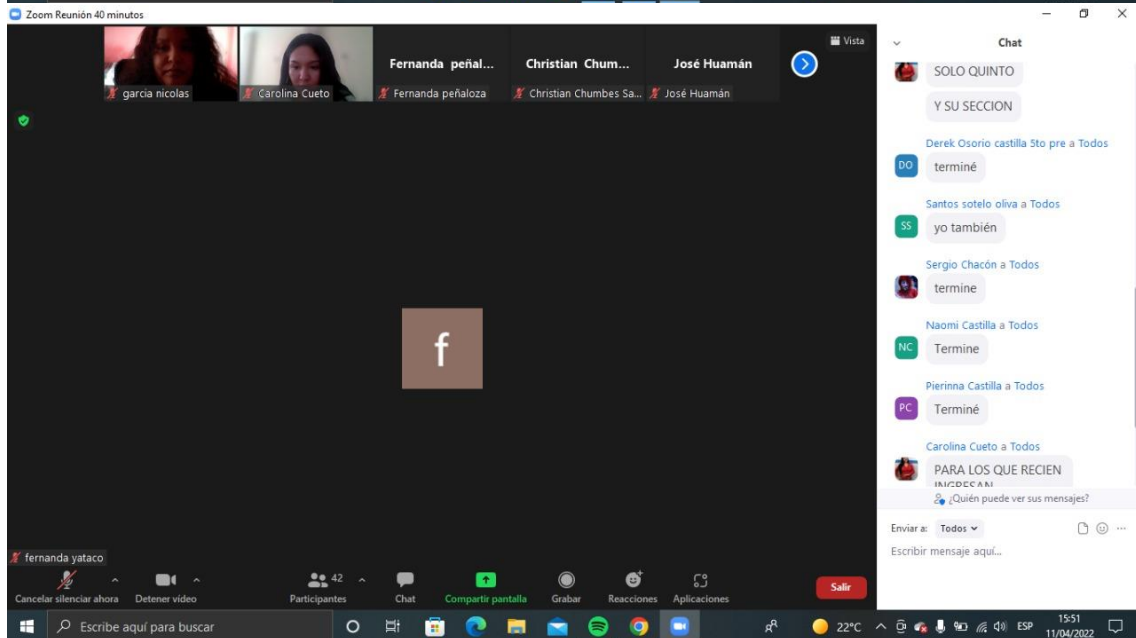 Zoom Reunión 40 minutos
Vista
Fernanda peñal...
Christian Chum...
José Huamán
garcia nicolas
Carolina Cueto
Fernanda peñaloza
Christian Chumbes Sa...
José Huamán
f
fernanda yataco
Cancelar silenciar ahora
Detener vídeo
42
Participantes
Chat
Compartir pantalla
Grabar
Reacciones
Aplicaciones
Salir
Chat
SOLO QUINTO
Y SU SECCION
Derek Osorio castilla 5to pre a Todos
DO
terminé
Santos sotelo oliva a Todos
SS
yo también
Sergio Chacón a Todos
termine
Naomi Castilla a Todos
NC
Termine
Pierinna Castilla a Todos
PC
Terminé
Carolina Cueto a Todos
PARA LOS QUE RECIEN
INGRESAN
¿Quién puede ver sus mensajes?
Enviar a: Todos
Escribir mensaje aquí...
Escribe aquí para buscar
22°C
ESP
15:51
11/04/2022